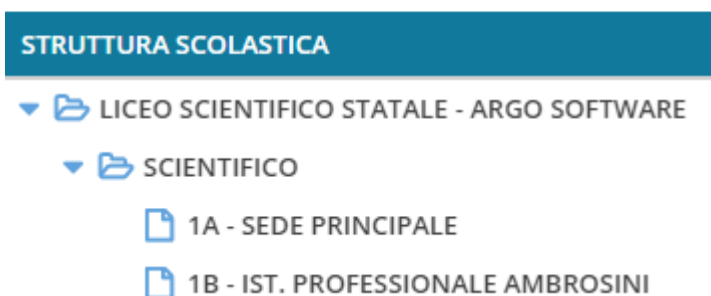 STRUTTURA SCOLASTICA
LICEO SCIENTIFICO STATALE - ARGO SOFTWARE
SCIENTIFICO
1A - SEDE PRINCIPALE
1B - IST. PROFESSIONALE AMBROSINI